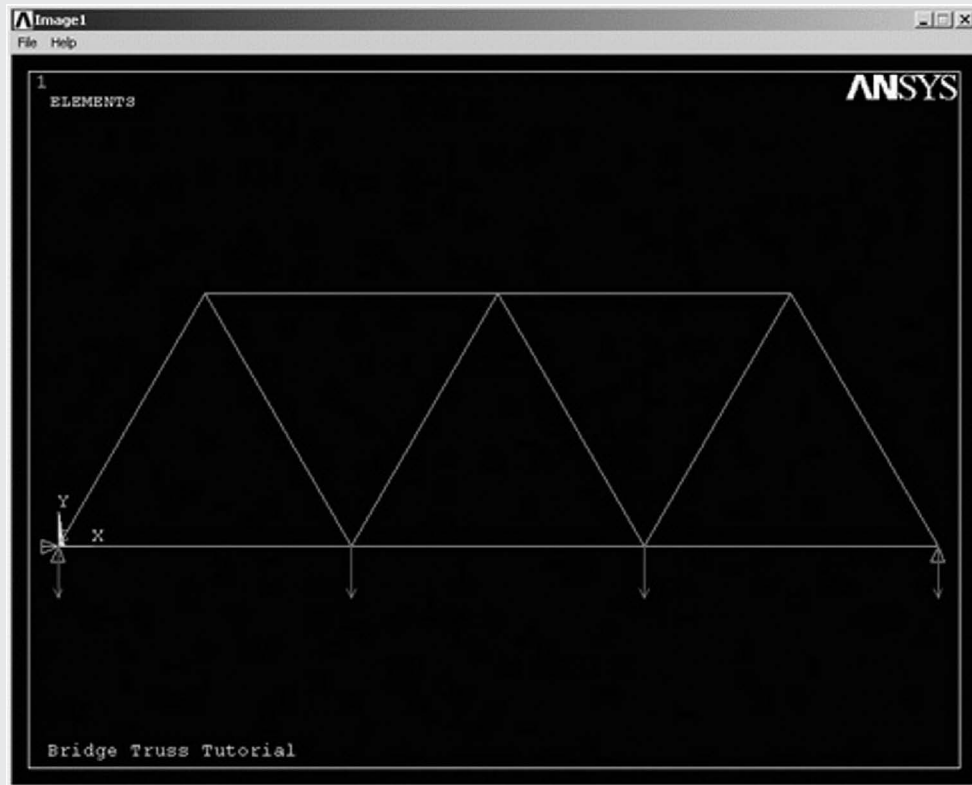 Image1
File Help
1
ELEMENTS
ANSYS
Y
X
Bridge Truss Tutorial